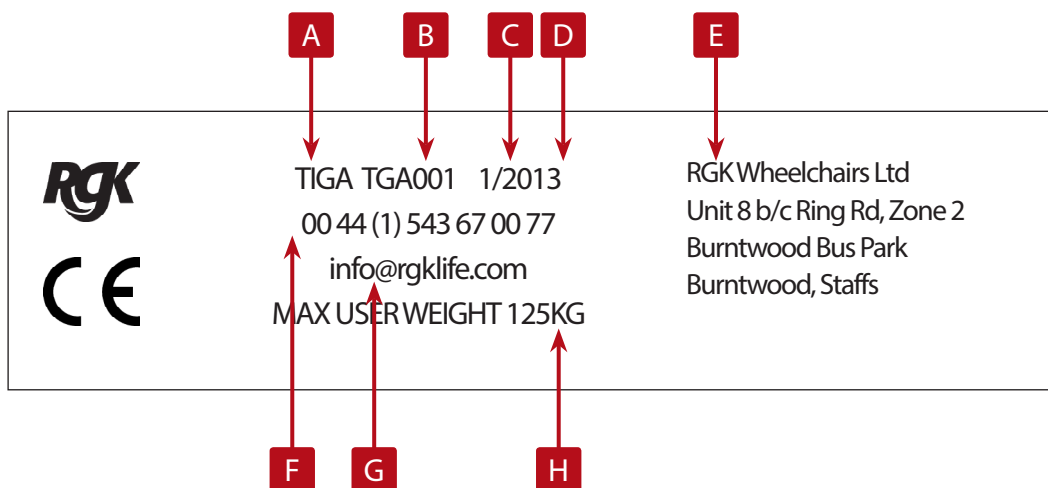 A B C D E
RGK
TIGA TGA001 1/2013
00 44 (1) 543 67 00 77
info@rgklife.com
MAX USER WEIGHT 125KG
CE
RGK Wheelchairs Ltd
Unit 8 b/c Ring Rd, Zone 2
Burntwood Bus Park
Burntwood, Staffs
F G H